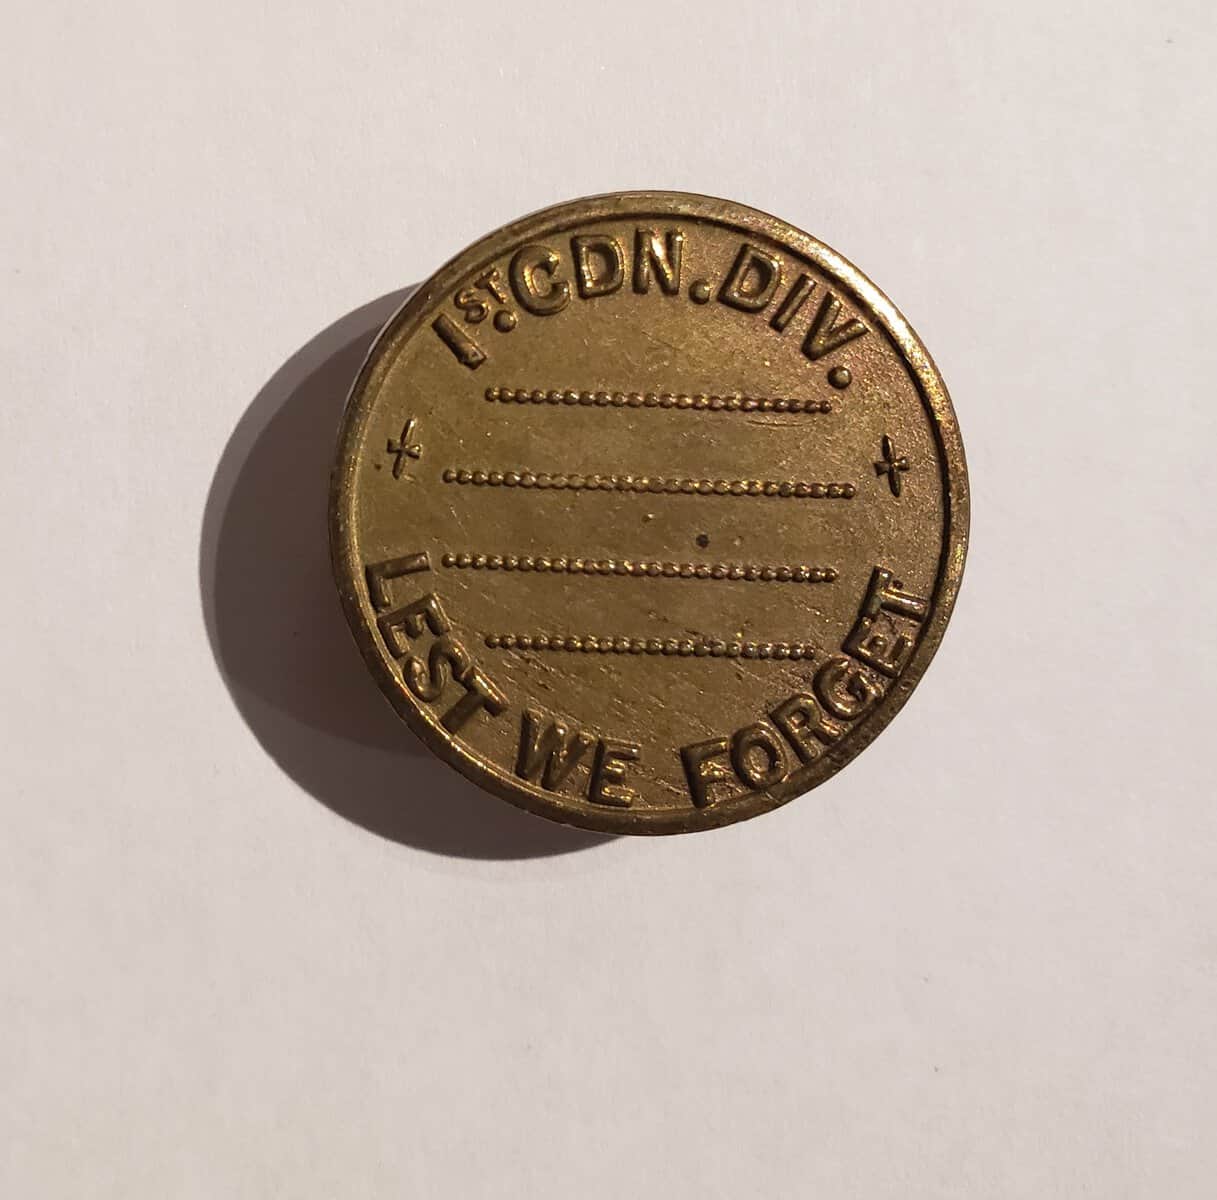 1ST. CDN. DIV.
LEST WE FORGET